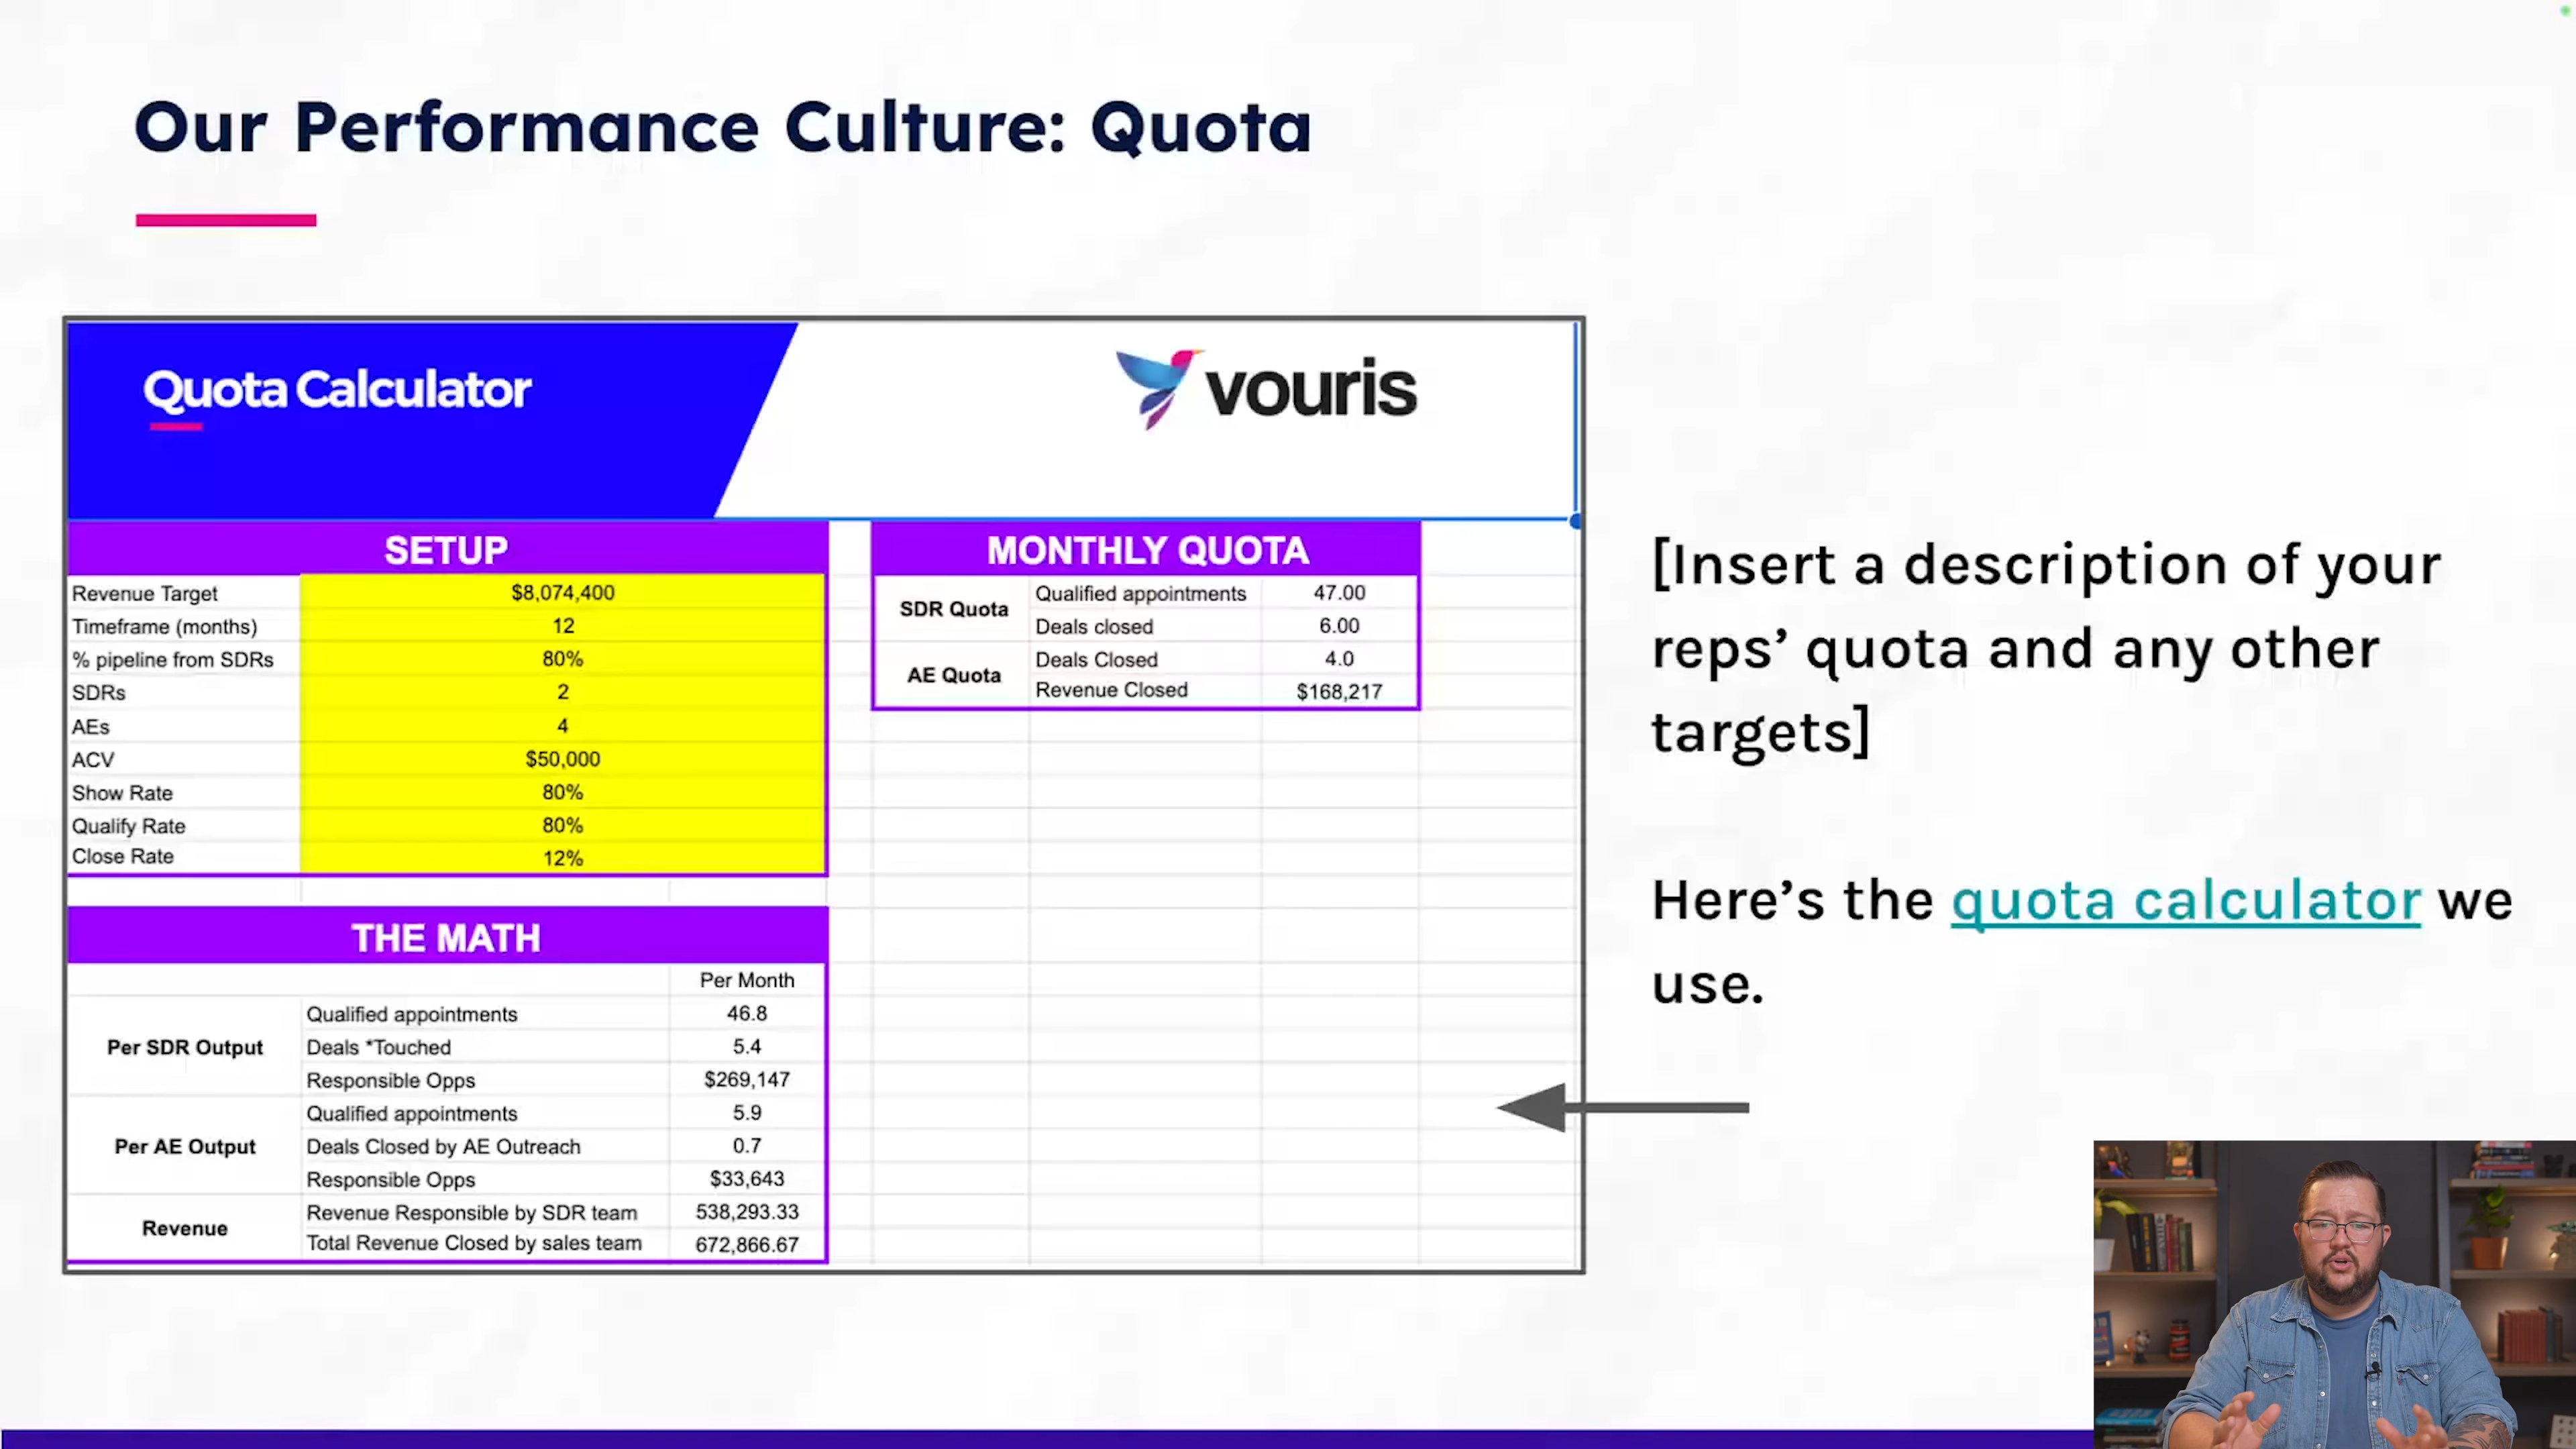 Our Performance Culture: Quota
Quota Calculator
vouris
SETUP
Revenue Target $8,074,400
Timeframe (months) 12
% pipeline from SDRs 80%
SDRs 2
AEs 4
ACV $50,000
Show Rate 80%
Qualify Rate 80%
Close Rate 12%
MONTHLY QUOTA
SDR Quota
Qualified appointments 47.00
Deals closed 6.00
AE Quota
Deals Closed 4.0
Revenue Closed $168,217
THE MATH
Per Month
Per SDR Output
Qualified appointments 46.8
Deals *Touched 5.4
Responsible Opps $269,147
Per AE Output
Qualified appointments 5.9
Deals Closed by AE Outreach 0.7
Responsible Opps $33,643
Revenue
Revenue Responsible by SDR team 538,293.33
Total Revenue Closed by sales team 672,866.67
[Insert a description of your
reps’ quota and any other
targets]
Here’s the quota calculator we
use.